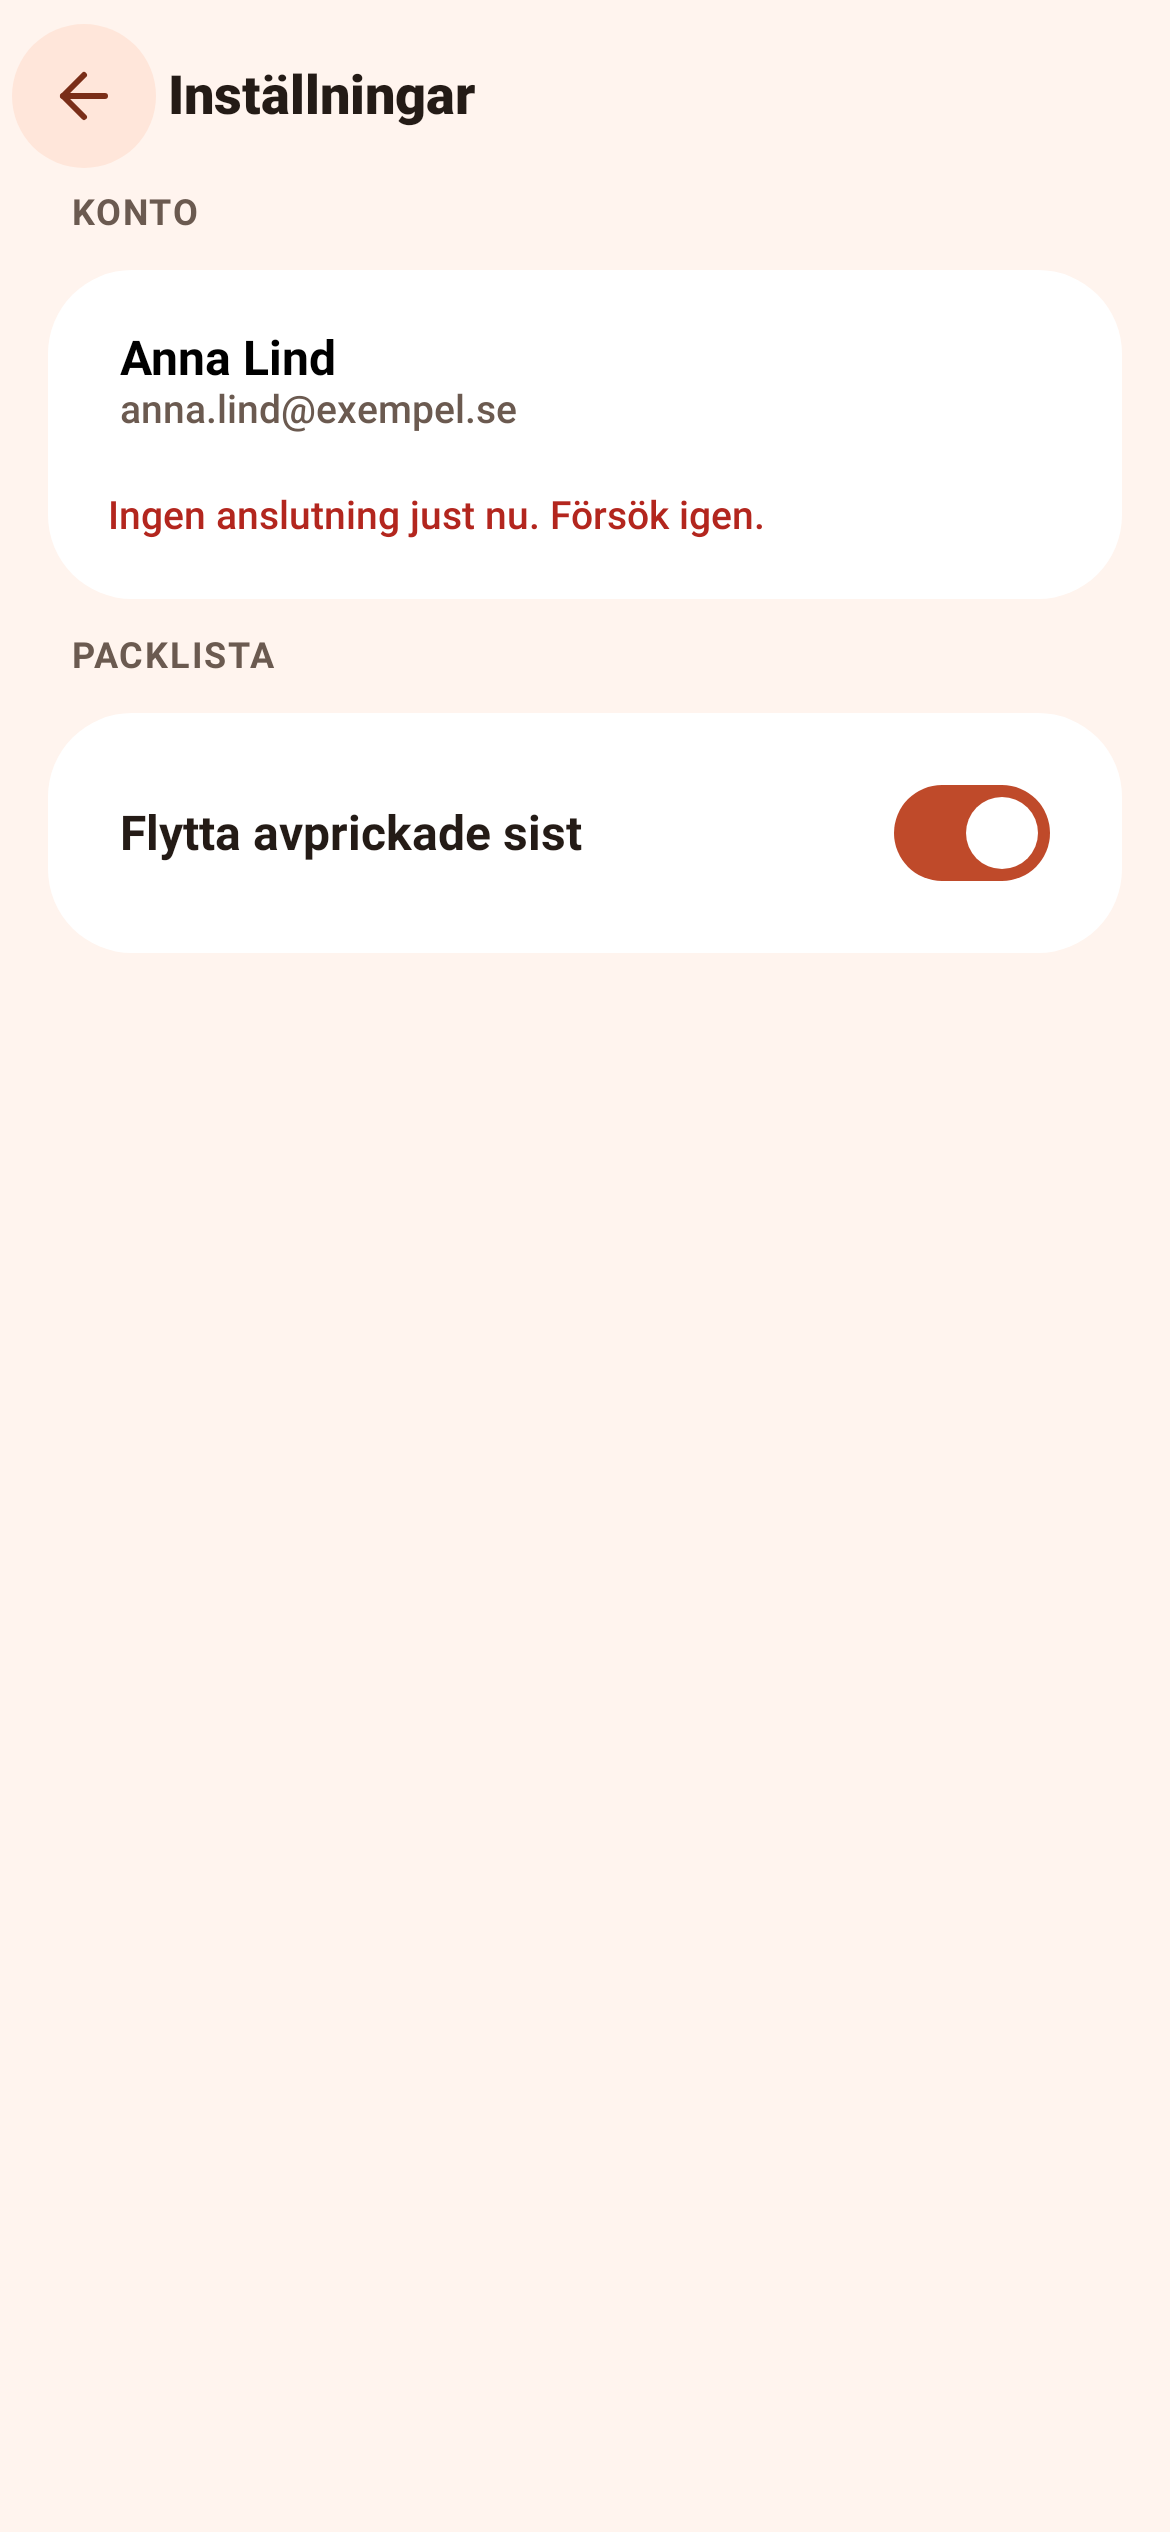 Inställningar
KONTO
Anna Lind
anna.lind@exempel.se
Ingen anslutning just nu. Försök igen.
PACKLISTA
Flytta avprickade sist